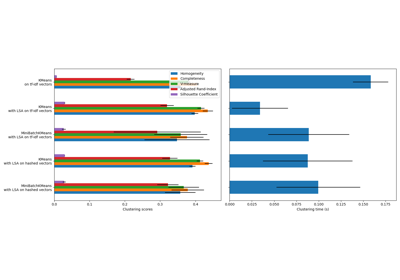 Homogeneity
Completeness
V-measure
Adjusted Rand-Index
Silhouette Coefficient
KMeans
on tf-idf vectors
KMeans
with LSA on tf-idf vectors
MiniBatchKMeans
with LSA on tf-idf vectors
KMeans
with LSA on hashed vectors
MiniBatchKMeans
with LSA on hashed vectors
0.0 0.1 0.2 0.3 0.4
Clustering scores
0.000 0.025 0.050 0.075 0.100 0.125 0.150 0.175
Clustering time (s)